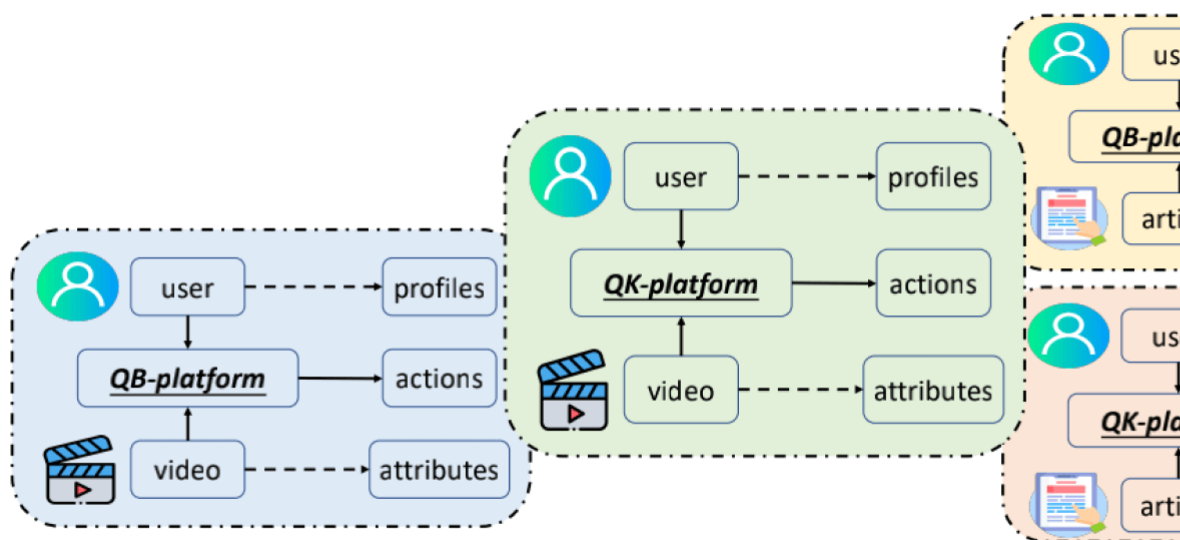 user profiles
QB-platform actions
video attributes
user profiles
QK-platform actions
video attributes